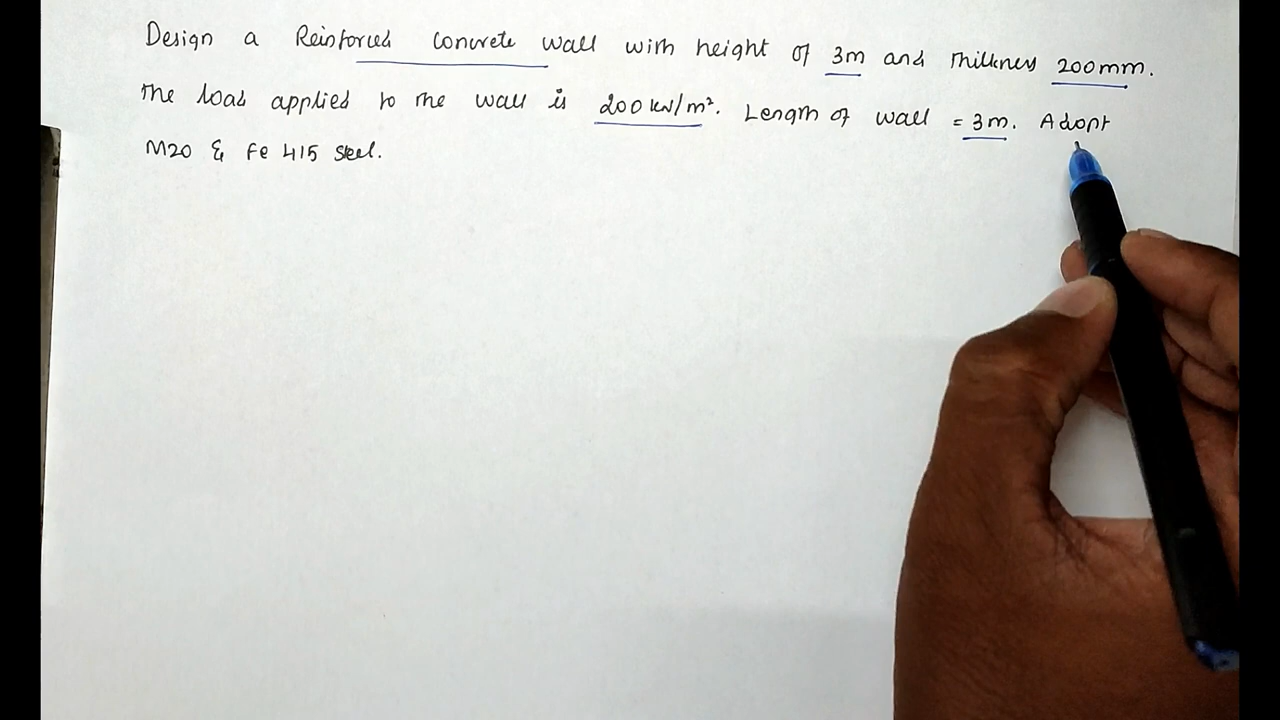 Design a Reinforced concrete wall with height of 3m and thickness 200mm.
The load applied to the wall is 200 kN/m². Length of wall = 3m. Adopt
M20 & Fe 415 steel.